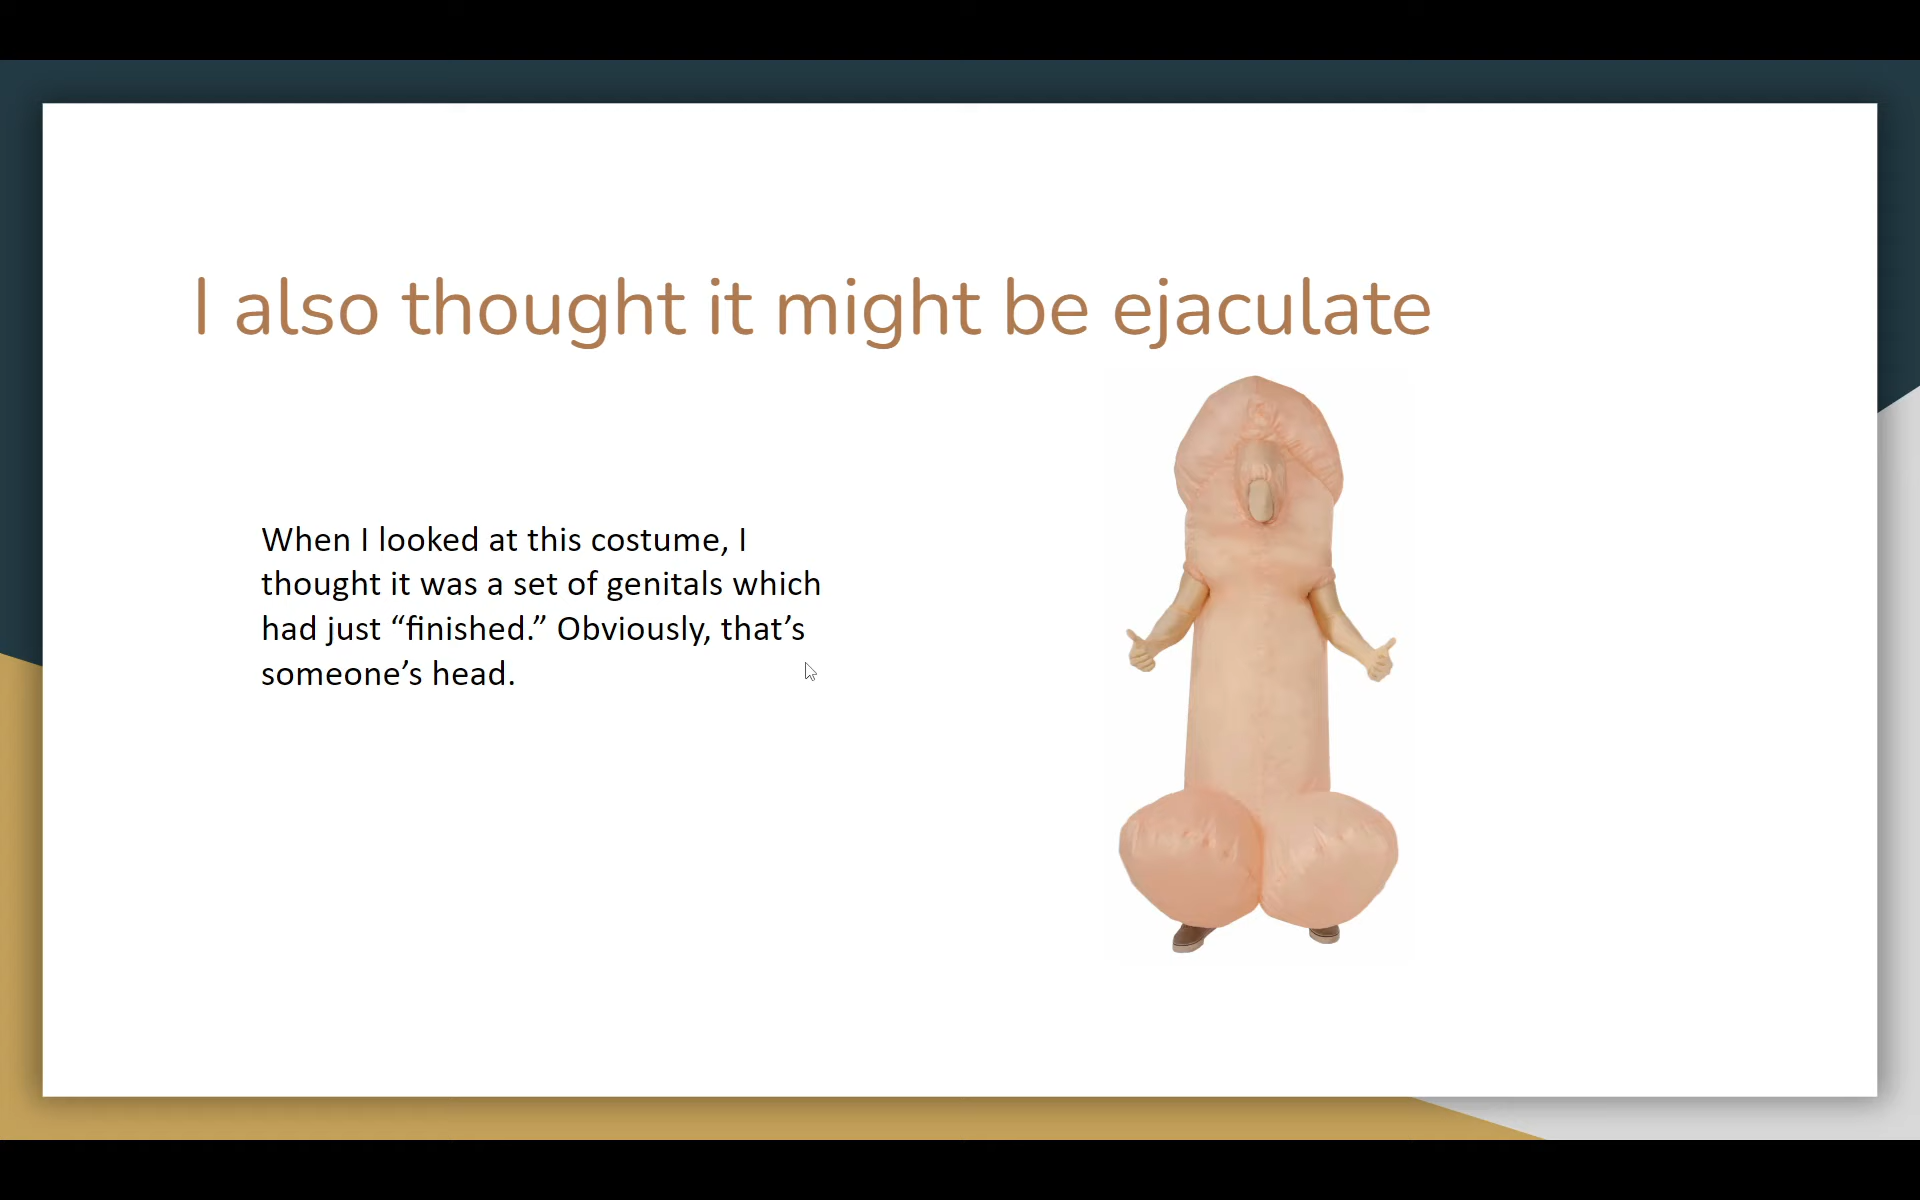 I also thought it might be ejaculate
When I looked at this costume, I
thought it was a set of genitals which
had just “finished.” Obviously, that’s
someone’s head.